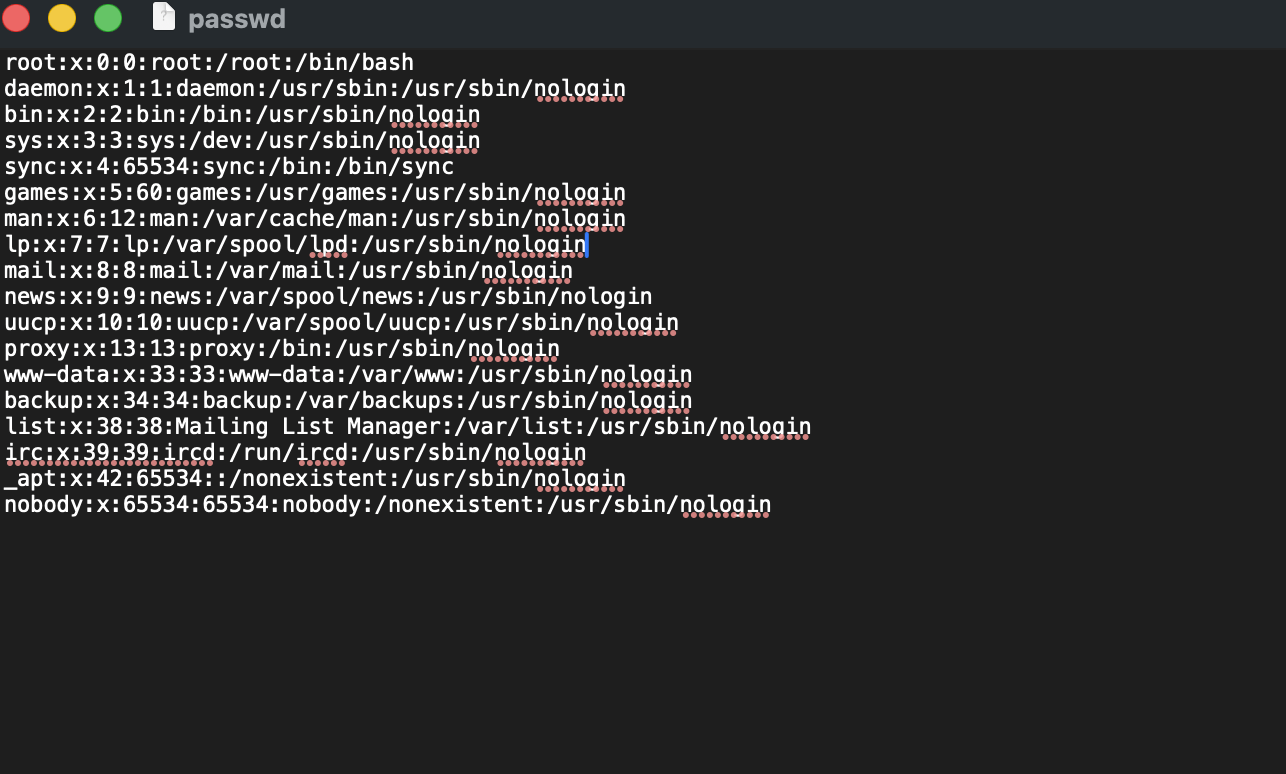 passwd
root:x:0:0:root:/root:/bin/bash
daemon:x:1:1:daemon:/usr/sbin:/usr/sbin/nologin
bin:x:2:2:bin:/bin:/usr/sbin/nologin
sys:x:3:3:sys:/dev:/usr/sbin/nologin
sync:x:4:65534:sync:/bin:/bin/sync
games:x:5:60:games:/usr/games:/usr/sbin/nologin
man:x:6:12:man:/var/cache/man:/usr/sbin/nologin
lp:x:7:7:lp:/var/spool/lpd:/usr/sbin/nologin
mail:x:8:8:mail:/var/mail:/usr/sbin/nologin
news:x:9:9:news:/var/spool/news:/usr/sbin/nologin
uucp:x:10:10:uucp:/var/spool/uucp:/usr/sbin/nologin
proxy:x:13:13:proxy:/bin:/usr/sbin/nologin
www-data:x:33:33:www-data:/var/www:/usr/sbin/nologin
backup:x:34:34:backup:/var/backups:/usr/sbin/nologin
list:x:38:38:Mailing List Manager:/var/list:/usr/sbin/nologin
irc:x:39:39:ircd:/run/ircd:/usr/sbin/nologin
_apt:x:42:65534::/nonexistent:/usr/sbin/nologin
nobody:x:65534:65534:nobody:/nonexistent:/usr/sbin/nologin